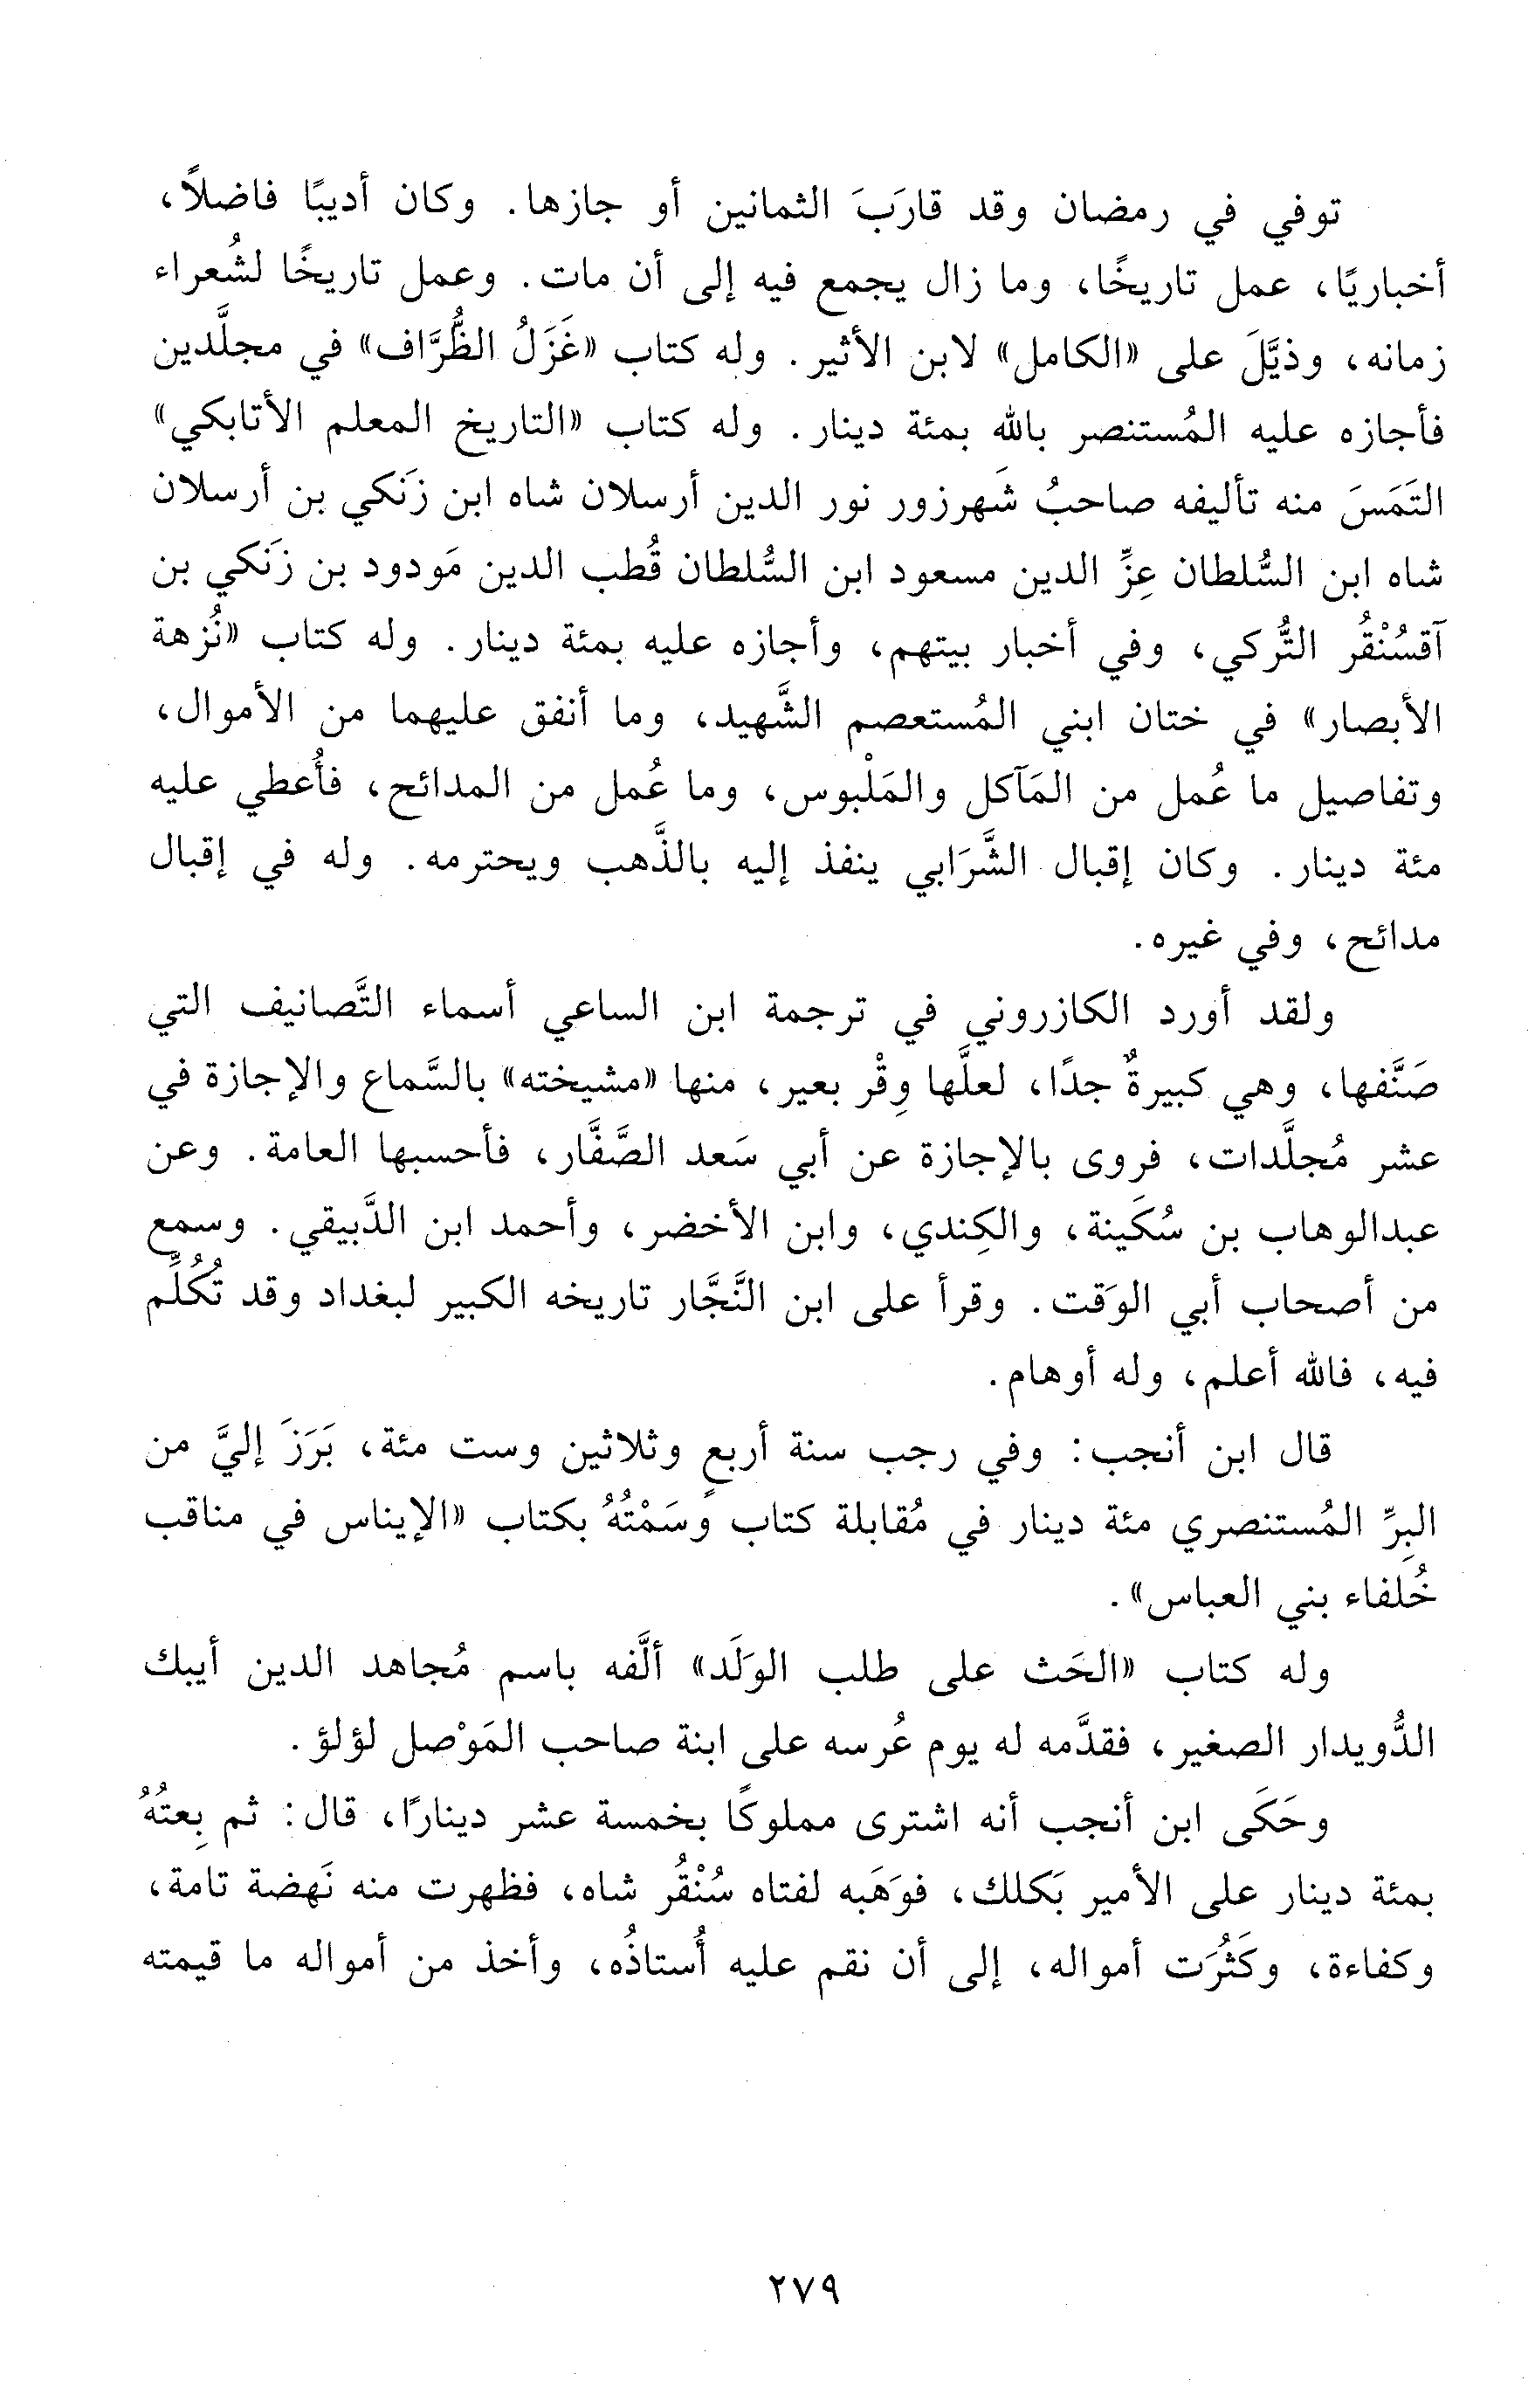 توفي في رمضان وقد قارَبَ الثمانين أو جازها. وكان أديبًا فاضلاً،
أخباريًا، عمل تاريخًا، وما زال يجمع فيه إلى أن مات. وعمل تاريخًا لشُعراء
زمانه، وذيَّلَ على «الكامل» لابن الأثير. وله كتاب «غَزَلُ الظُّرَّاف» في مجلَّدين
فأجازه عليه المُستنصر بالله بمئة دينار. وله كتاب «التاريخ المعلم الأتابكي»
التَمَسَ منه تأليفه صاحبُ شَهرزور نور الدين أرسلان شاه ابن زَنكي بن أرسلان
شاه ابن السُّلطان عِزِّ الدين مسعود ابن السُّلطان قُطب الدين مَودود بن زَنكي بن
آقسُنْقُر التُّركي، وفي أخبار بيتهم، وأجازه عليه بمئة دينار. وله كتاب «نُزهة
الأبصار» في ختان ابني المُستعصم الشَّهيد، وما أنفق عليهما من الأموال،
وتفاصيل ما عُمل من المَآكل والمَلْبوس، وما عُمل من المدائح، فأُعطي عليه
مئة دينار. وكان إقبال الشَّرَابي ينفذ إليه بالذَّهب ويحترمه. وله في إقبال
مدائح، وفي غيره.
ولقد أورد الكازروني في ترجمة ابن الساعي أسماء التَّصانيف التي
صَنَّفها، وهي كبيرةٌ جدًا، لعلَّها وِقْر بعير، منها «مشيخته» بالسَّماع والإجازة في
عشر مُجلَّدات، فروى بالإجازة عن أبي سَعد الصَّفَّار، فأحسبها العامة. وعن
عبدالوهاب بن سُكَينة، والكِندي، وابن الأخضر، وأحمد ابن الدَّبيقي. وسمع
من أصحاب أبي الوَقت. وقرأ على ابن النَّجَّار تاريخه الكبير لبغداد وقد تُكُلِّم
فيه، فالله أعلم، وله أوهام.
قال ابن أنجب: وفي رجب سنة أربعٍ وثلاثين وست مئة، بَرَزَ إليَّ من
البِرِّ المُستنصري مئة دينار في مُقابلة كتاب وَسَمْتُهُ بكتاب «الإيناس في مناقب
خُلَفاء بني العباس».
وله كتاب «الحَث على طلب الوَلَد» ألَّفه باسم مُجاهد الدين أيبك
الدُّويدار الصغير، فقدَّمه له يوم عُرسه على ابنة صاحب المَوْصل لؤلؤ.
وحَكَى ابن أنجب أنه اشترى مملوكًا بخمسة عشر دينارًا، قال: ثم بِعتُهُ
بمئة دينار على الأمير بَكلك، فوَهَبه لفتاه سُنْقُر شاه، فظهرت منه نَهضة تامة،
وكفاءة، وكَثُرَت أمواله، إلى أن نقم عليه أُستاذُه، وأخذ من أمواله ما قيمته
٢٧٩